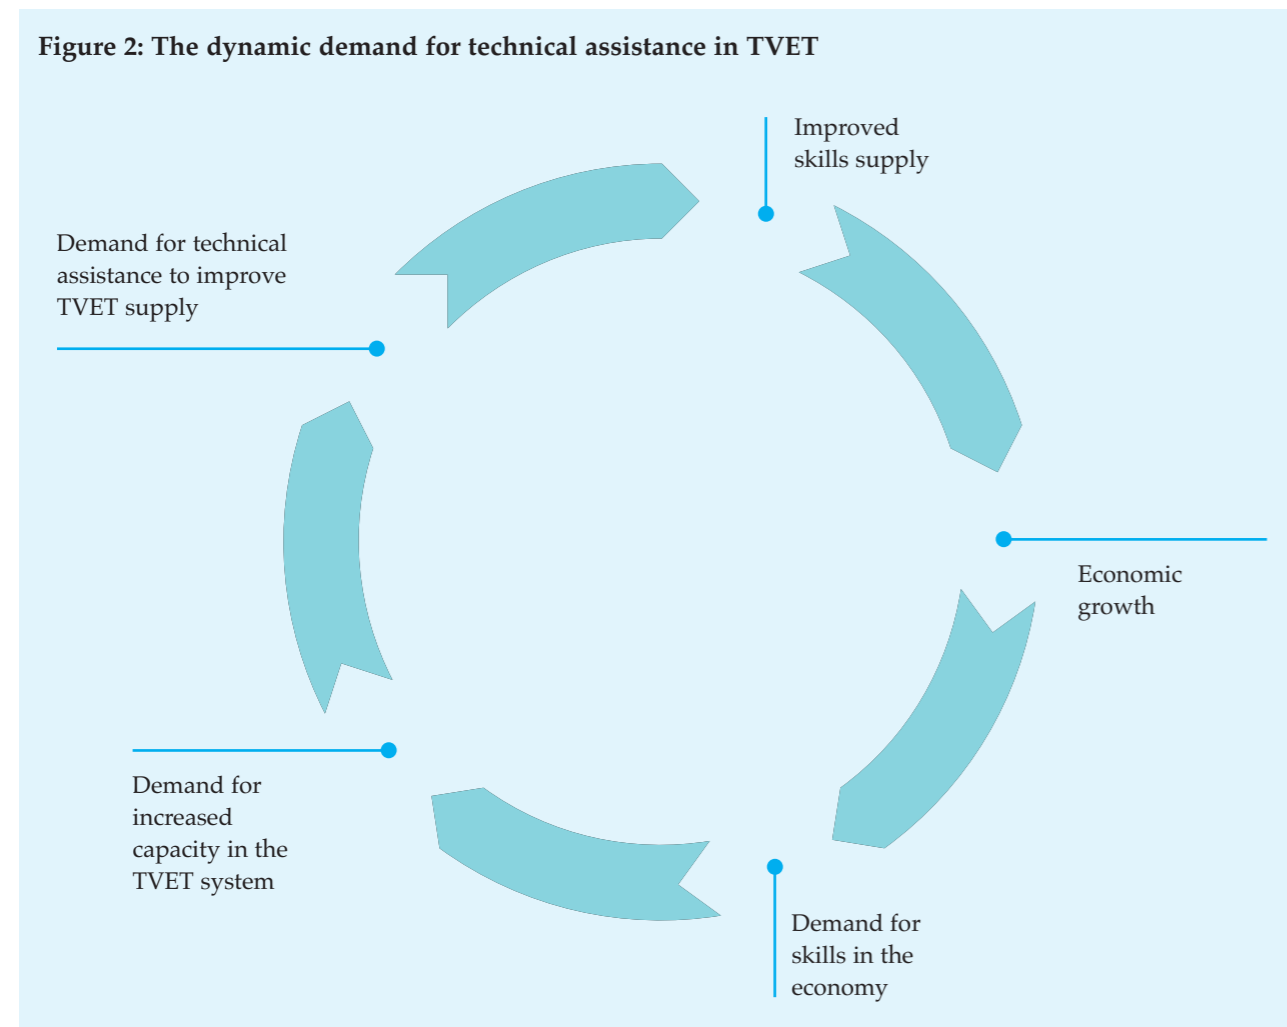 Figure 2: The dynamic demand for technical assistance in TVET
Improved
skills supply
Demand for technical
assistance to improve
TVET supply
Economic
growth
Demand for
increased
capacity in the
TVET system
Demand for
skills in the
economy